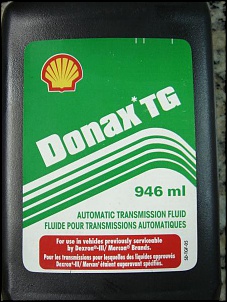 Donax* TG
946 ml
AUTOMATIC TRANSMISSION FLUID
FLUIDE POUR TRANSMISSIONS AUTOMATIQUES
For use in vehicles previously serviceable
by Dexron®-III/ Mercon® Brands.
Pour les transmissions pour lesquelles des liquides approuvés
Dexron®-III/ Mercon® étaient auparavant spécifiés.